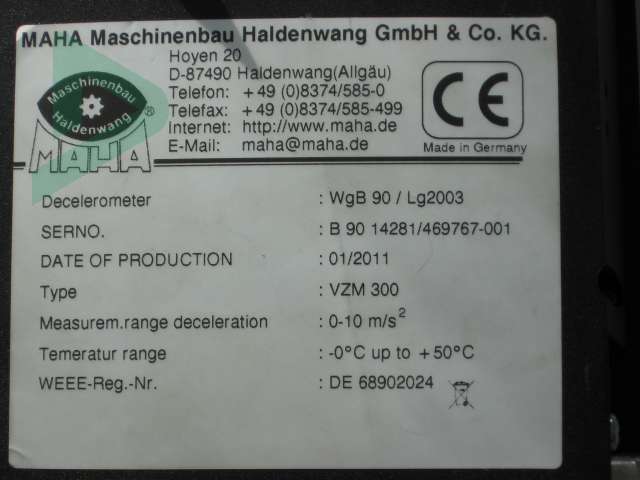 MAHA Maschinenbau Haldenwang GmbH & Co. KG.
Hoyen 20
D-87490 Haldenwang(Allgäu)
Telefon: +49 (0)8374/585-0
Telefax: +49 (0)8374/585-499
Internet: http://www.maha.de
E-Mail: maha@maha.de
Maschinenbau
Haldenwang
®
MAHA
CE
Made in Germany
Decelerometer : WgB 90 / Lg2003
SERNO. : B 90 14281/469767-001
DATE OF PRODUCTION : 01/2011
Type : VZM 300
Measurem.range deceleration : 0-10 m/s²
Temeratur range : -0°C up to +50°C
WEEE-Reg.-Nr. : DE 68902024